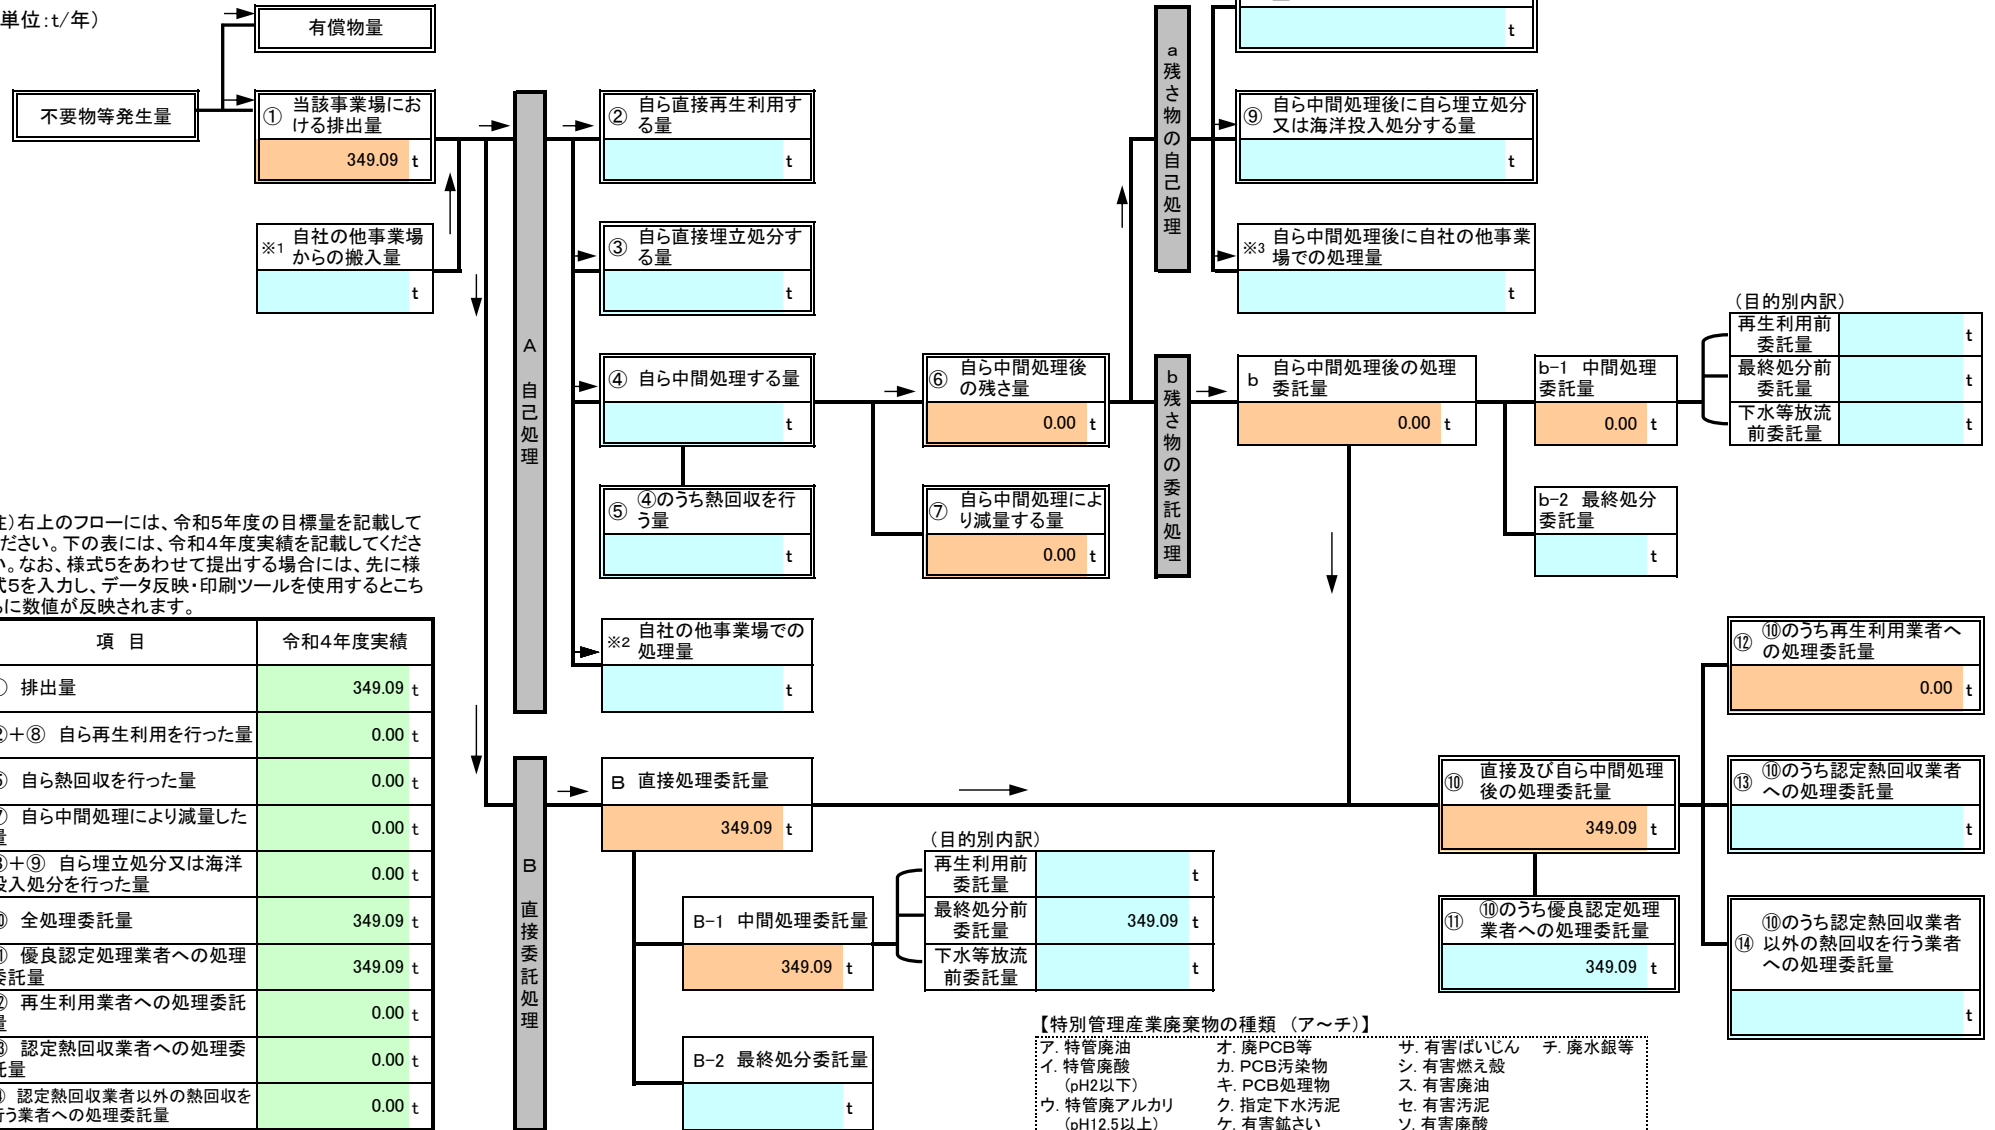 単位:t/年)
有償物量
不要物等発生量
① 当該事業場にお
ける排出量
349.09 t
※1 自社の他事業場
からの搬入量
t
A 自己処理
② 自ら直接再生利用す
る量
t
③ 自ら直接埋立処分す
る量
t
④ 自ら中間処理する量
t
⑤ ④のうち熱回収を行
う量
t
※2 自社の他事業場での
処理量
t
⑥ 自ら中間処理後
の残さ量
0.00 t
⑦ 自ら中間処理によ
り減量する量
0.00 t
a残さ物の自己処理
t
⑨ 自ら中間処理後に自ら埋立処分
又は海洋投入処分する量
t
※3 自ら中間処理後に自社の他事業
場での処理量
t
b残さ物の委託処理
b 自ら中間処理後の処理
委託量
0.00 t
b-1 中間処理
委託量
0.00 t
(目的別内訳)
再生利用前
委託量
t
最終処分前
委託量
t
下水等放流
前委託量
t
b-2 最終処分
委託量
t
)右上のフローには、令和5年度の目標量を記載して
ださい。下の表には、令和4年度実績を記載してくださ
。なお、様式5をあわせて提出する場合には、先に様
式5を入力し、データ反映・印刷ツールを使用するとこち
に数値が反映されます。
項 目 令和4年度実績
排出量 349.09 t
+⑧ 自ら再生利用を行った量 0.00 t
自ら熱回収を行った量 0.00 t
自ら中間処理により減量した
量 0.00 t
+⑨ 自ら埋立処分又は海洋
投入処分を行った量 0.00 t
全処理委託量 349.09 t
優良認定処理業者への処理
委託量 349.09 t
再生利用業者への処理委託
量 0.00 t
認定熱回収業者への処理委
託量 0.00 t
認定熱回収業者以外の熱回収を
行う業者への処理委託量 0.00 t
B 直接委託処理
B 直接処理委託量
349.09 t
B-1 中間処理委託量
349.09 t
(目的別内訳)
再生利用前
委託量
t
最終処分前
委託量
349.09 t
下水等放流
前委託量
t
B-2 最終処分委託量
t
⑩ 直接及び自ら中間処理
後の処理委託量
349.09 t
⑪ ⑩のうち優良認定処理
業者への処理委託量
349.09 t
⑫ ⑩のうち再生利用業者へ
の処理委託量
0.00 t
⑬ ⑩のうち認定熱回収業者
への処理委託量
t
⑭ ⑩のうち認定熱回収業者
以外の熱回収を行う業者
への処理委託量
t
【特別管理産業廃棄物の種類 (ア~チ)】
ア. 特管廃油 オ. 廃PCB等 サ. 有害ばいじん チ. 廃水銀等
イ. 特管廃酸 カ. PCB汚染物 シ. 有害燃え殻
(pH2以下) キ. PCB処理物 ス. 有害廃油
ウ. 特管廃アルカリ ク. 指定下水汚泥 セ. 有害汚泥
(pH12.5以上) ケ. 有害鉱さい ソ. 有害廃酸